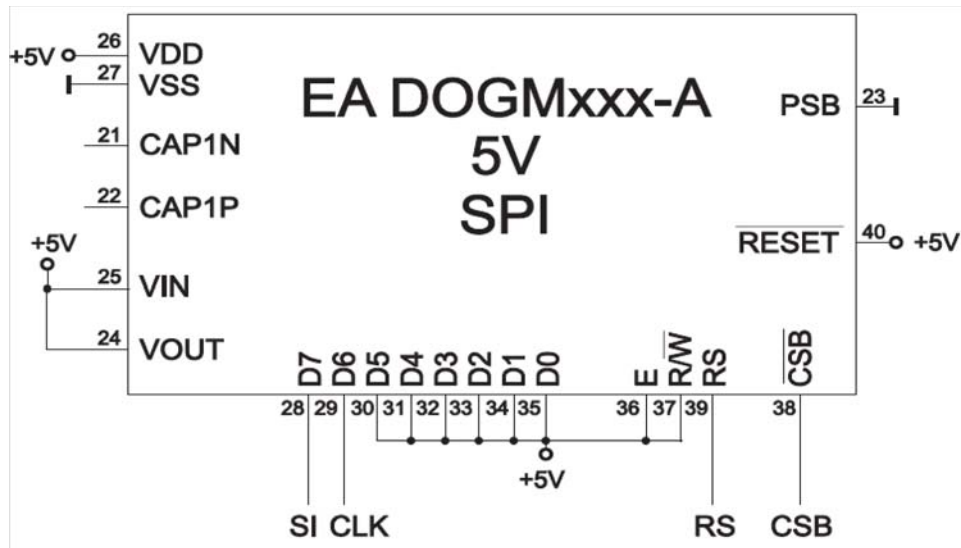 EA DOGMxxx-A
5V
SPI
+5V
26 VDD
27 VSS
21 CAP1N
22 CAP1P
+5V
25 VIN
24 VOUT
PSB 23
RESET 40 +5V
D7 D6 D5 D4 D3 D2 D1 D0 E R/W RS CSB
28 29 30 31 32 33 34 35 36 37 39 38
+5V
SI CLK RS CSB